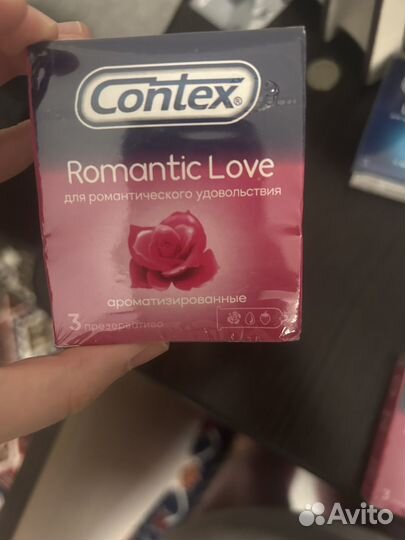 Contex®
Romantic Love
для романтического удовольствия
ароматизированные
3 презерватива
3
Avito